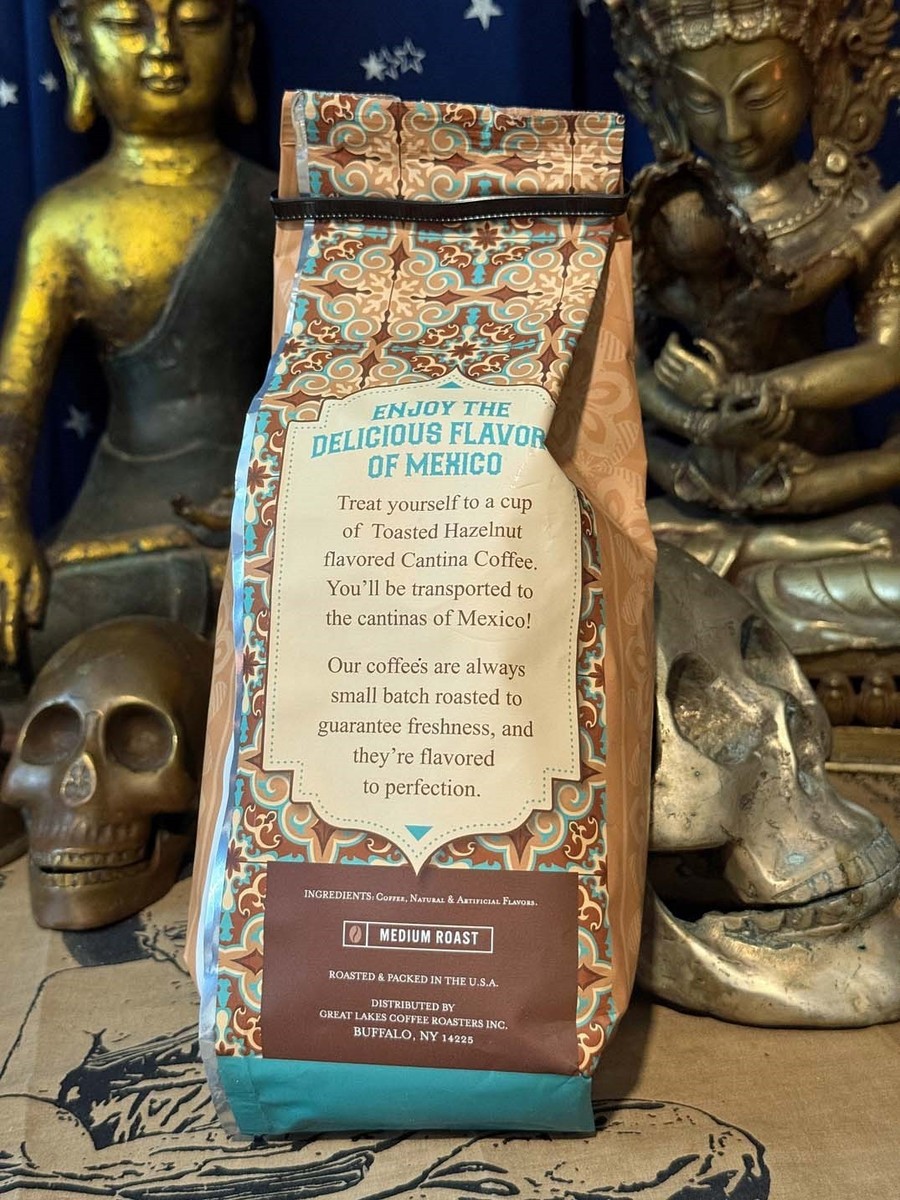 ENJOY THE
DELICIOUS FLAVOR
OF MEXICO
Treat yourself to a cup
of Toasted Hazelnut
flavored Cantina Coffee.
You'll be transported to
the cantinas of Mexico!
Our coffees are always
small batch roasted to
guarantee freshness, and
they're flavored
to perfection.
INGREDIENTS: COFFEE, NATURAL & ARTIFICIAL FLAVORS.
MEDIUM ROAST
ROASTED & PACKED IN THE U.S.A.
DISTRIBUTED BY
GREAT LAKES COFFEE ROASTERS INC.
BUFFALO, NY 14225